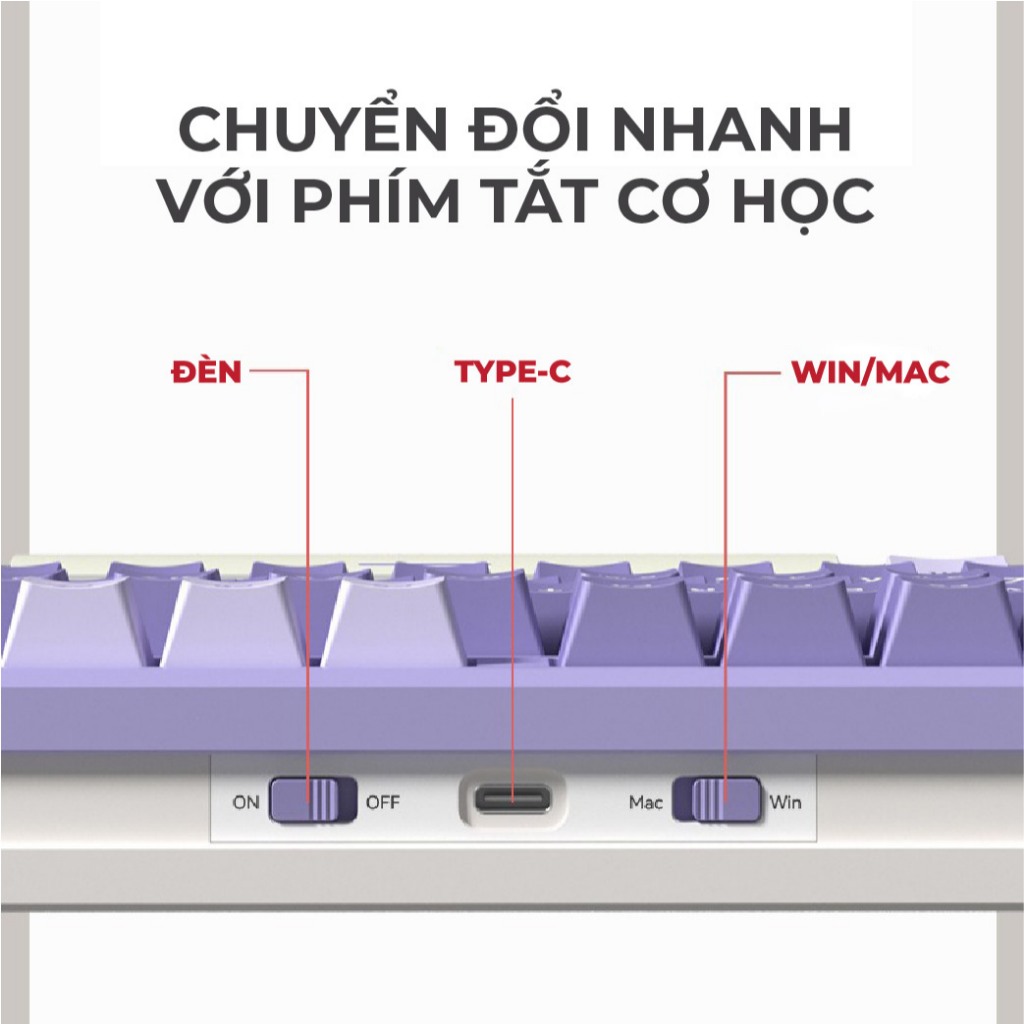 CHUYỂN ĐỔI NHANH
VỚI PHÍM TẮT CƠ HỌC
ĐÈN
TYPE-C
WIN/MAC
ON
OFF
Mac
Win